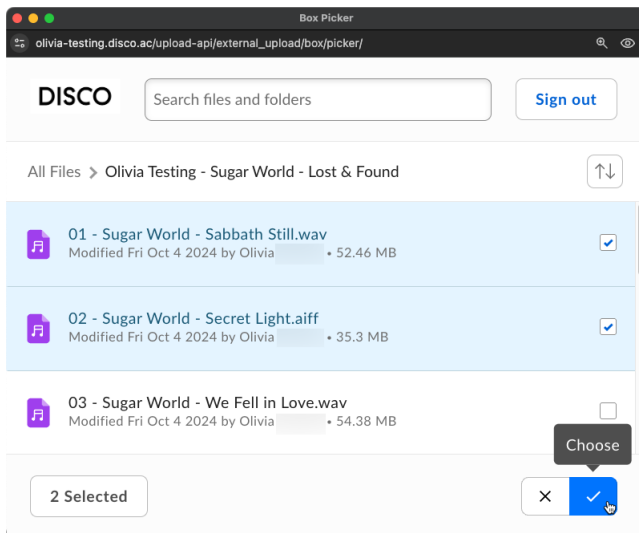 Box Picker
olivia-testing.disco.ac/upload-api/external_upload/box/picker/
DISCO
Search files and folders
Sign out
All Files > Olivia Testing - Sugar World - Lost & Found
01 - Sugar World - Sabbath Still.wav
Modified Fri Oct 4 2024 by Olivia • 52.46 MB
02 - Sugar World - Secret Light.aiff
Modified Fri Oct 4 2024 by Olivia • 35.3 MB
03 - Sugar World - We Fell in Love.wav
Modified Fri Oct 4 2024 by Olivia • 54.38 MB
Choose
2 Selected